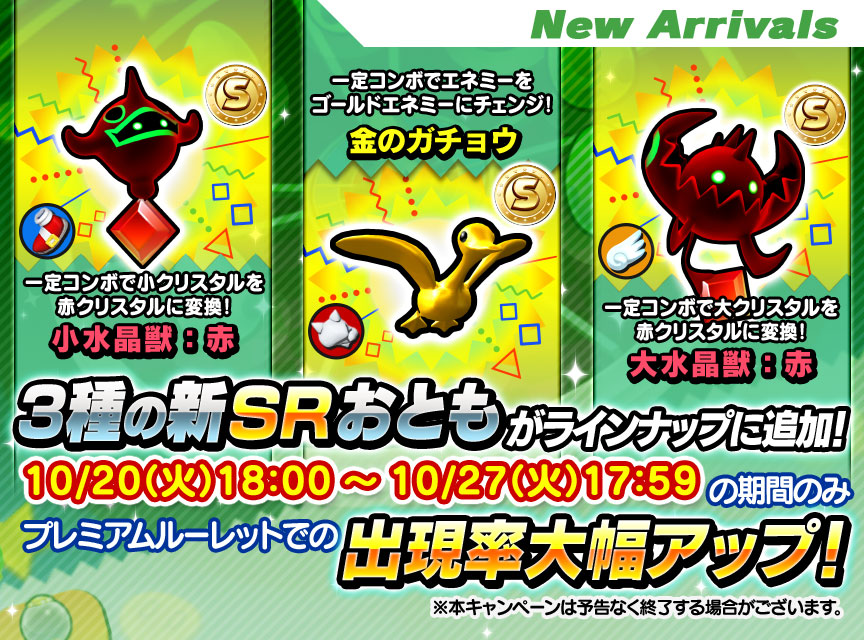 New Arrivals
S
一定コンボで小クリスタルを
赤クリスタルに変換!
小水晶獣：赤
一定コンボでエネミーを
ゴールドエネミーにチェンジ!
金のガチョウ
S
S
一定コンボで大クリスタルを
赤クリスタルに変換!
大水晶獣：赤
3種の新SRおともがラインナップに追加!
10/20(火)18:00 ～ 10/27(火)17:59 の期間のみ
プレミアムルーレットでの出現率大幅アップ!
※本キャンペーンは予告なく終了する場合がございます。